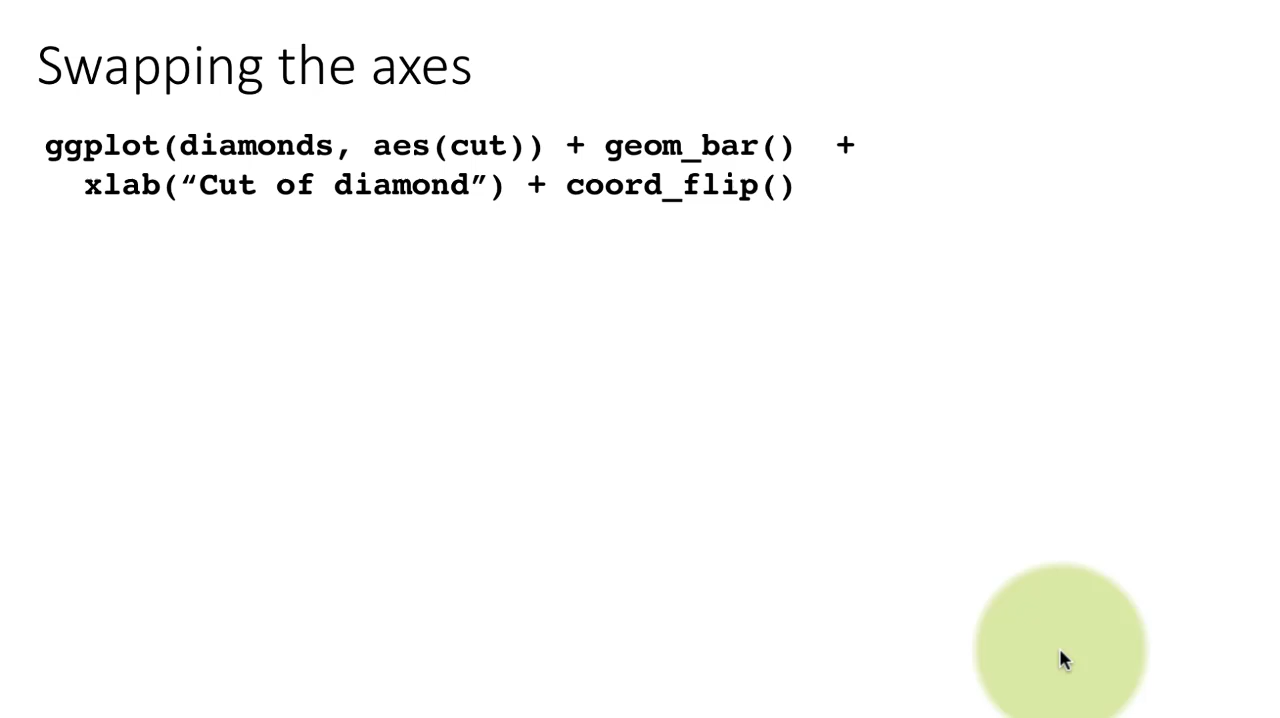 Swapping the axes
ggplot(diamonds, aes(cut)) + geom_bar()  +
  xlab(“Cut of diamond”) + coord_flip()